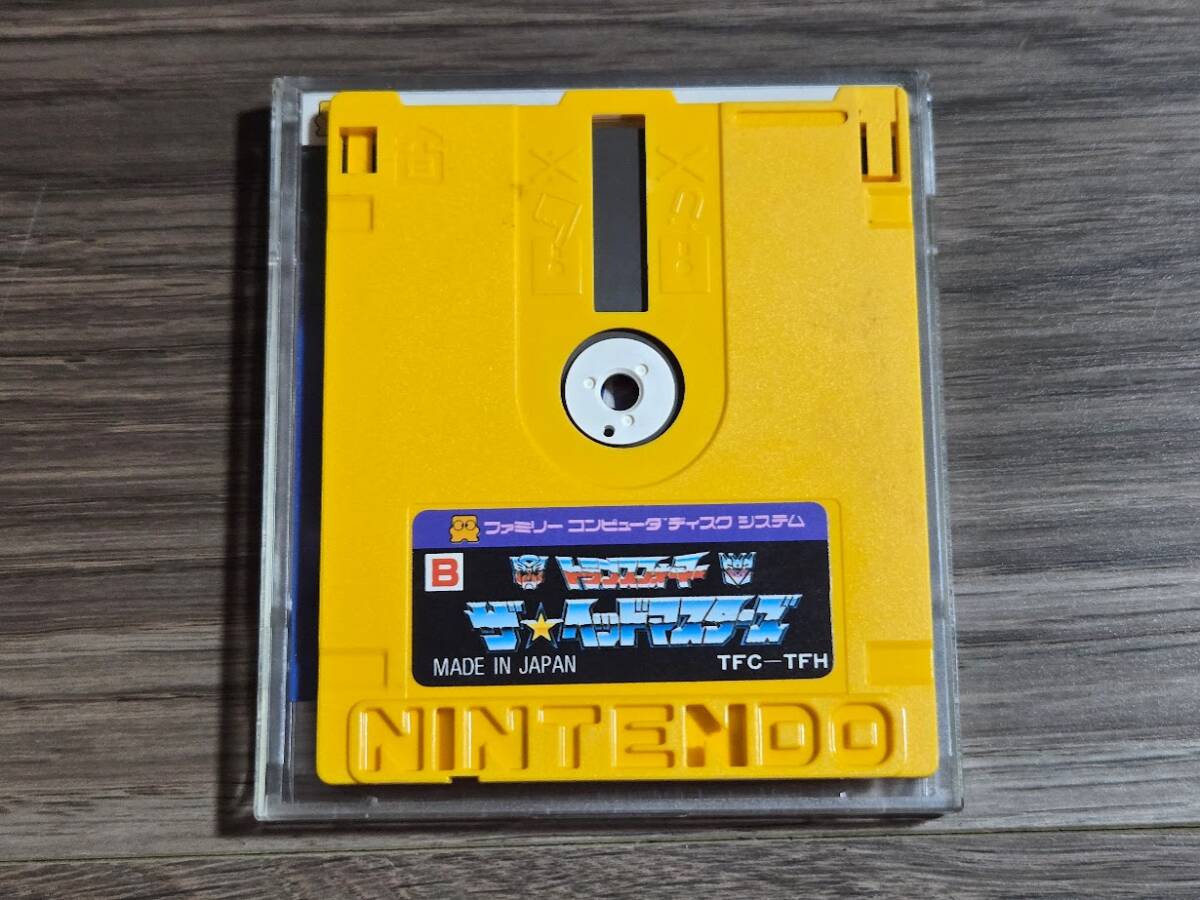 ファミリー コンピュータ ディスク システム
B
トランスフォーマー
ザ★ヘッドマスターズ
MADE IN JAPAN TFC-TFH
NINTENDO